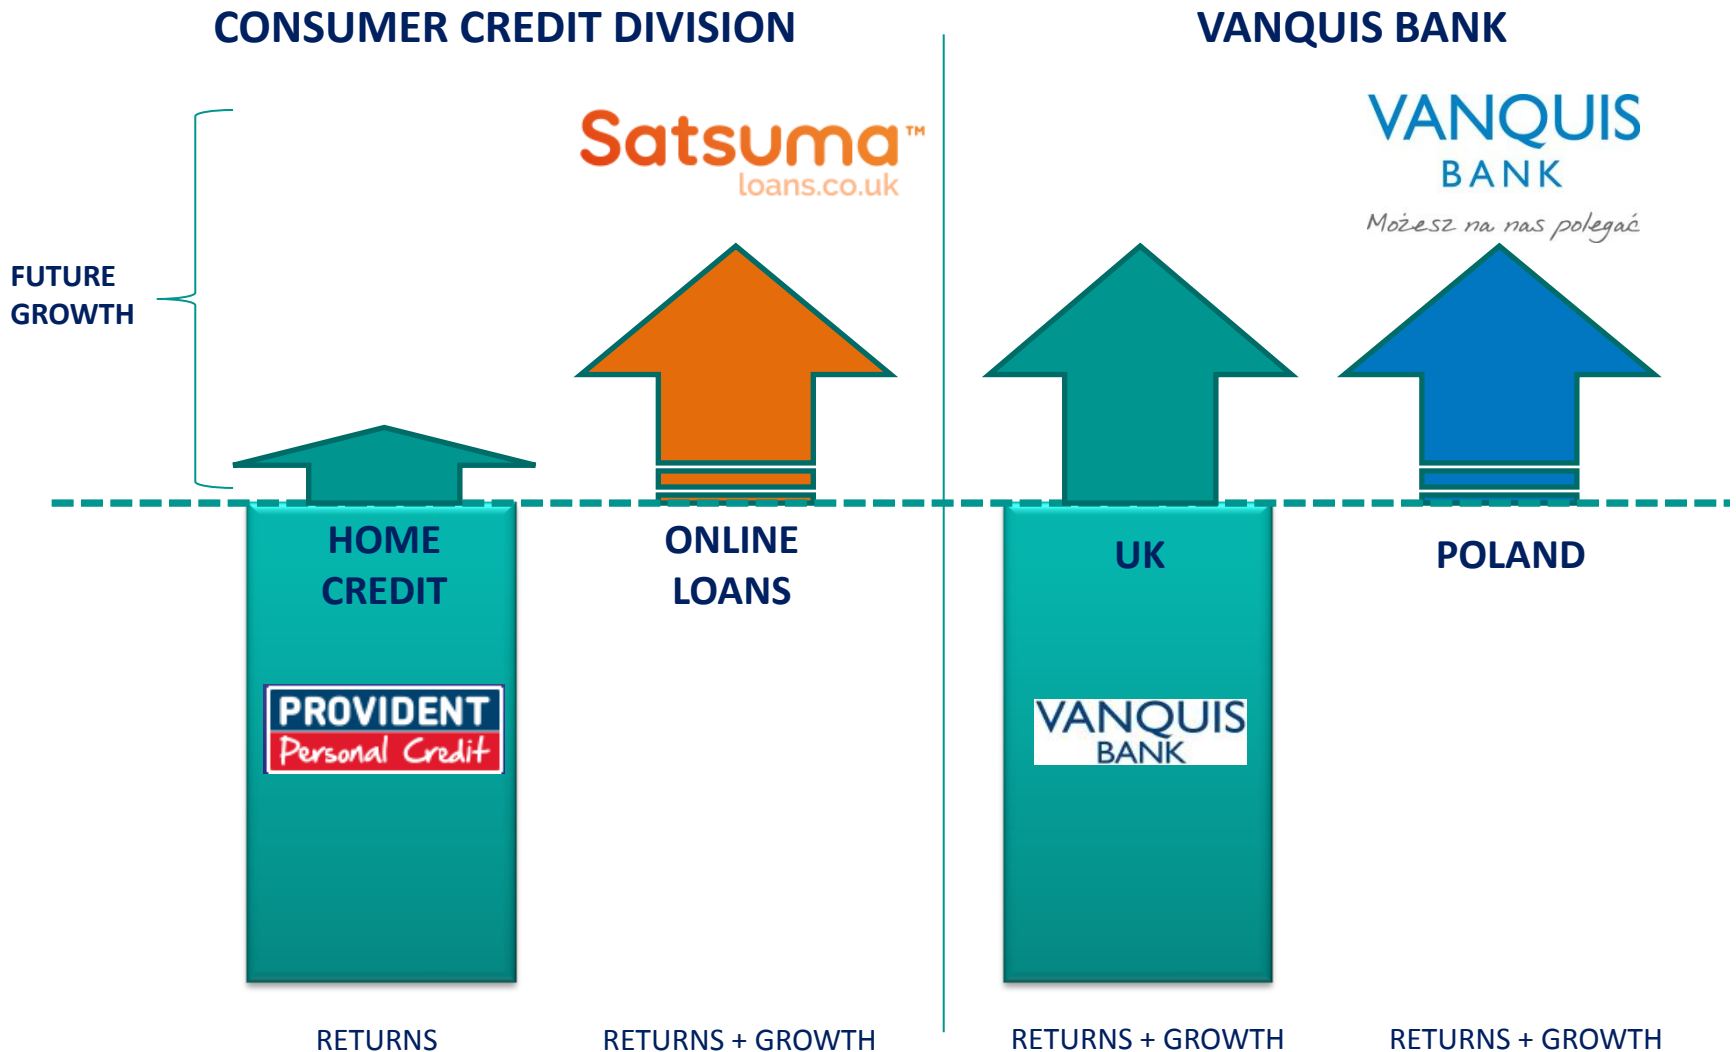 CONSUMER CREDIT DIVISION
VANQUIS BANK
Satsuma™
loans.co.uk
VANQUIS
BANK
Możesz na nas polegać
FUTURE
GROWTH
HOME
CREDIT
ONLINE
LOANS
UK
POLAND
PROVIDENT
Personal Credit
VANQUIS
BANK
RETURNS
RETURNS + GROWTH
RETURNS + GROWTH
RETURNS + GROWTH